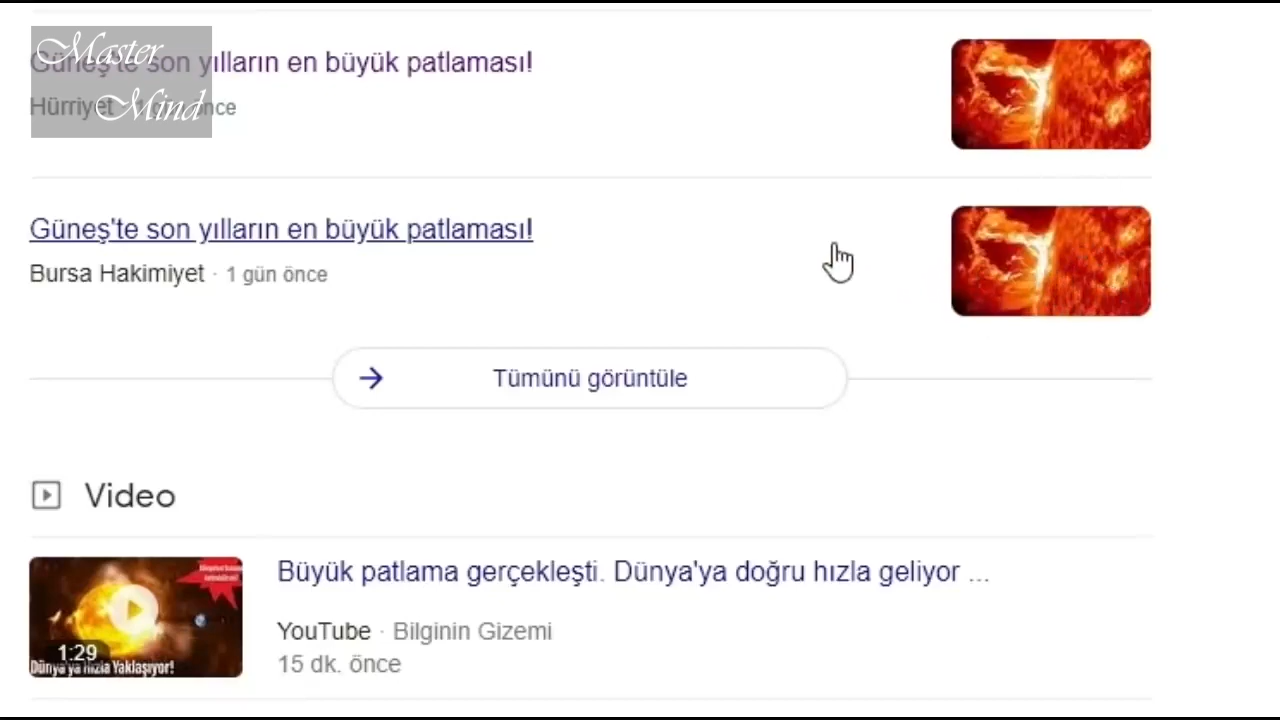 Master
Mind
Güneş'te son yılların en büyük patlaması!
Hürriyet
önce
Güneş'te son yılların en büyük patlaması!
Bursa Hakimiyet · 1 gün önce
Tümünü görüntüle
Video
Büyük patlama gerçekleşti. Dünya'ya doğru hızla geliyor ...
YouTube · Bilginin Gizemi
15 dk. önce
1:29
Dünya'ya Hızla Yaklaşıyor!